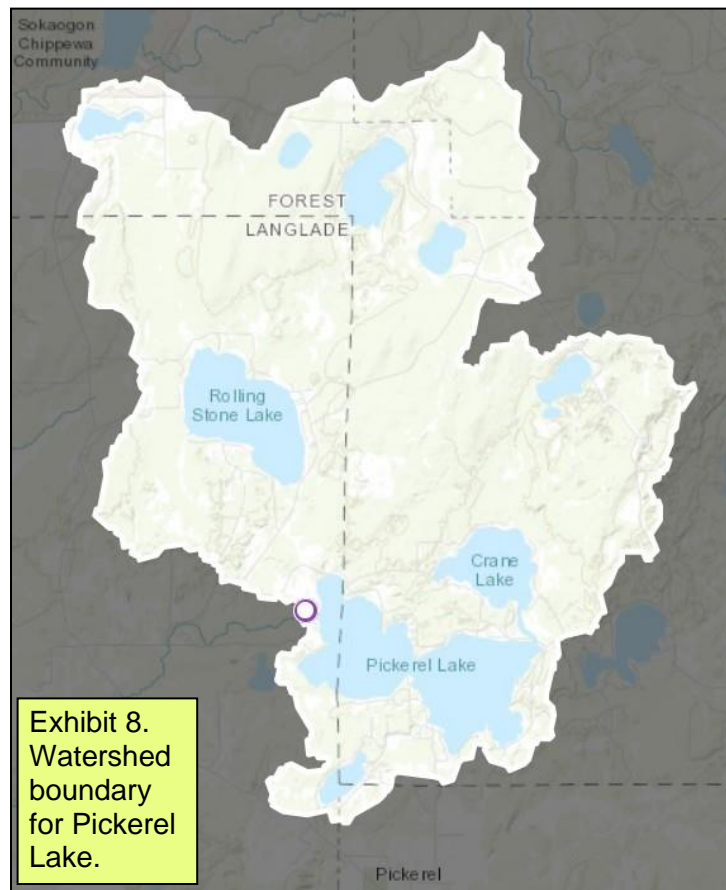 Sokaogon
Chippewa
Community
FOREST
LANGLADE
Rolling
Stone Lake
Crane
Lake
Pickerel Lake
Exhibit 8.
Watershed
boundary
for Pickerel
Lake.
Pickerel